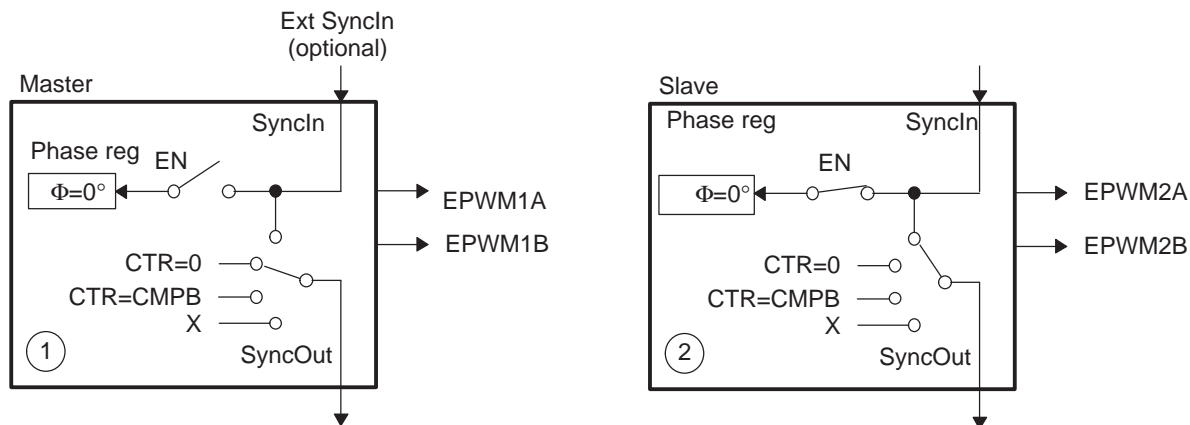 Ext SyncIn
(optional)
Master
SyncIn
Phase reg
EN
Φ=0°
EPWM1A
EPWM1B
CTR=0
CTR=CMPB
X
1
SyncOut
Slave
Phase reg
SyncIn
EN
Φ=0°
EPWM2A
EPWM2B
CTR=0
CTR=CMPB
X
2
SyncOut